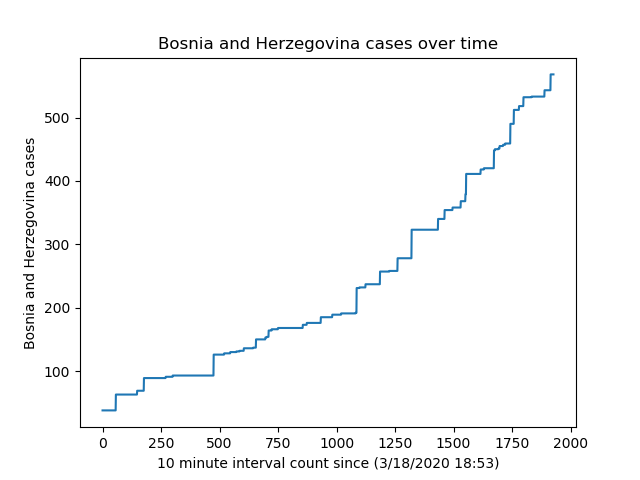 Bosnia and Herzegovina cases over time
Bosnia and Herzegovina cases
500
400
300
200
100
0 250 500 750 1000 1250 1500 1750 2000
10 minute interval count since (3/18/2020 18:53)